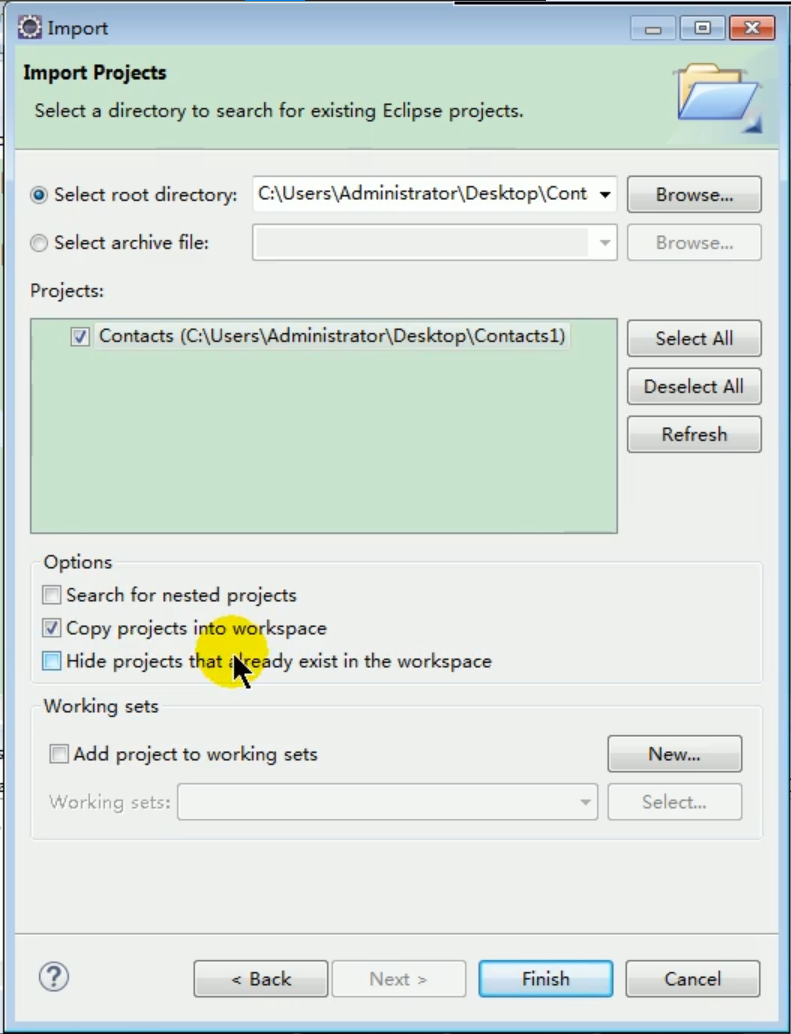 Import
Import Projects
Select a directory to search for existing Eclipse projects.
Select root directory: C:\Users\Administrator\Desktop\Cont Browse...
Select archive file: Browse...
Projects:
Contacts (C:\Users\Administrator\Desktop\Contacts1) Select All
Deselect All
Refresh
Options
Search for nested projects
Copy projects into workspace
Hide projects that already exist in the workspace
Working sets
Add project to working sets New...
Working sets: Select...
? < Back Next > Finish Cancel